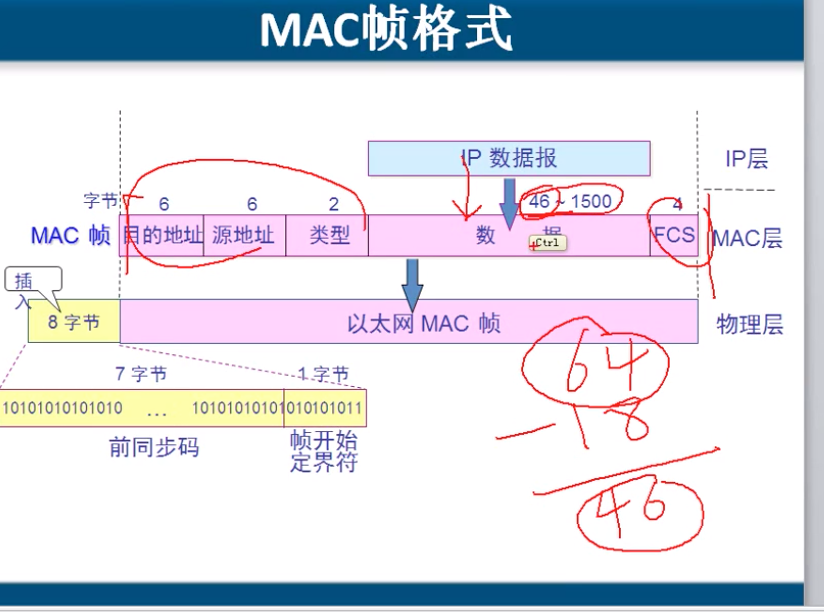 MAC帧格式
IP 数据报
IP层
字节
6
6
2
46 ~ 1500
4
MAC 帧
目的地址
源地址
类型
数 据
FCS
MAC层
Ctrl
插入
8 字节
以太网 MAC 帧
物理层
7 字节
1 字节
10101010101010 ... 10101010101010101011
前同步码
帧开始
定界符
64
- 18
46